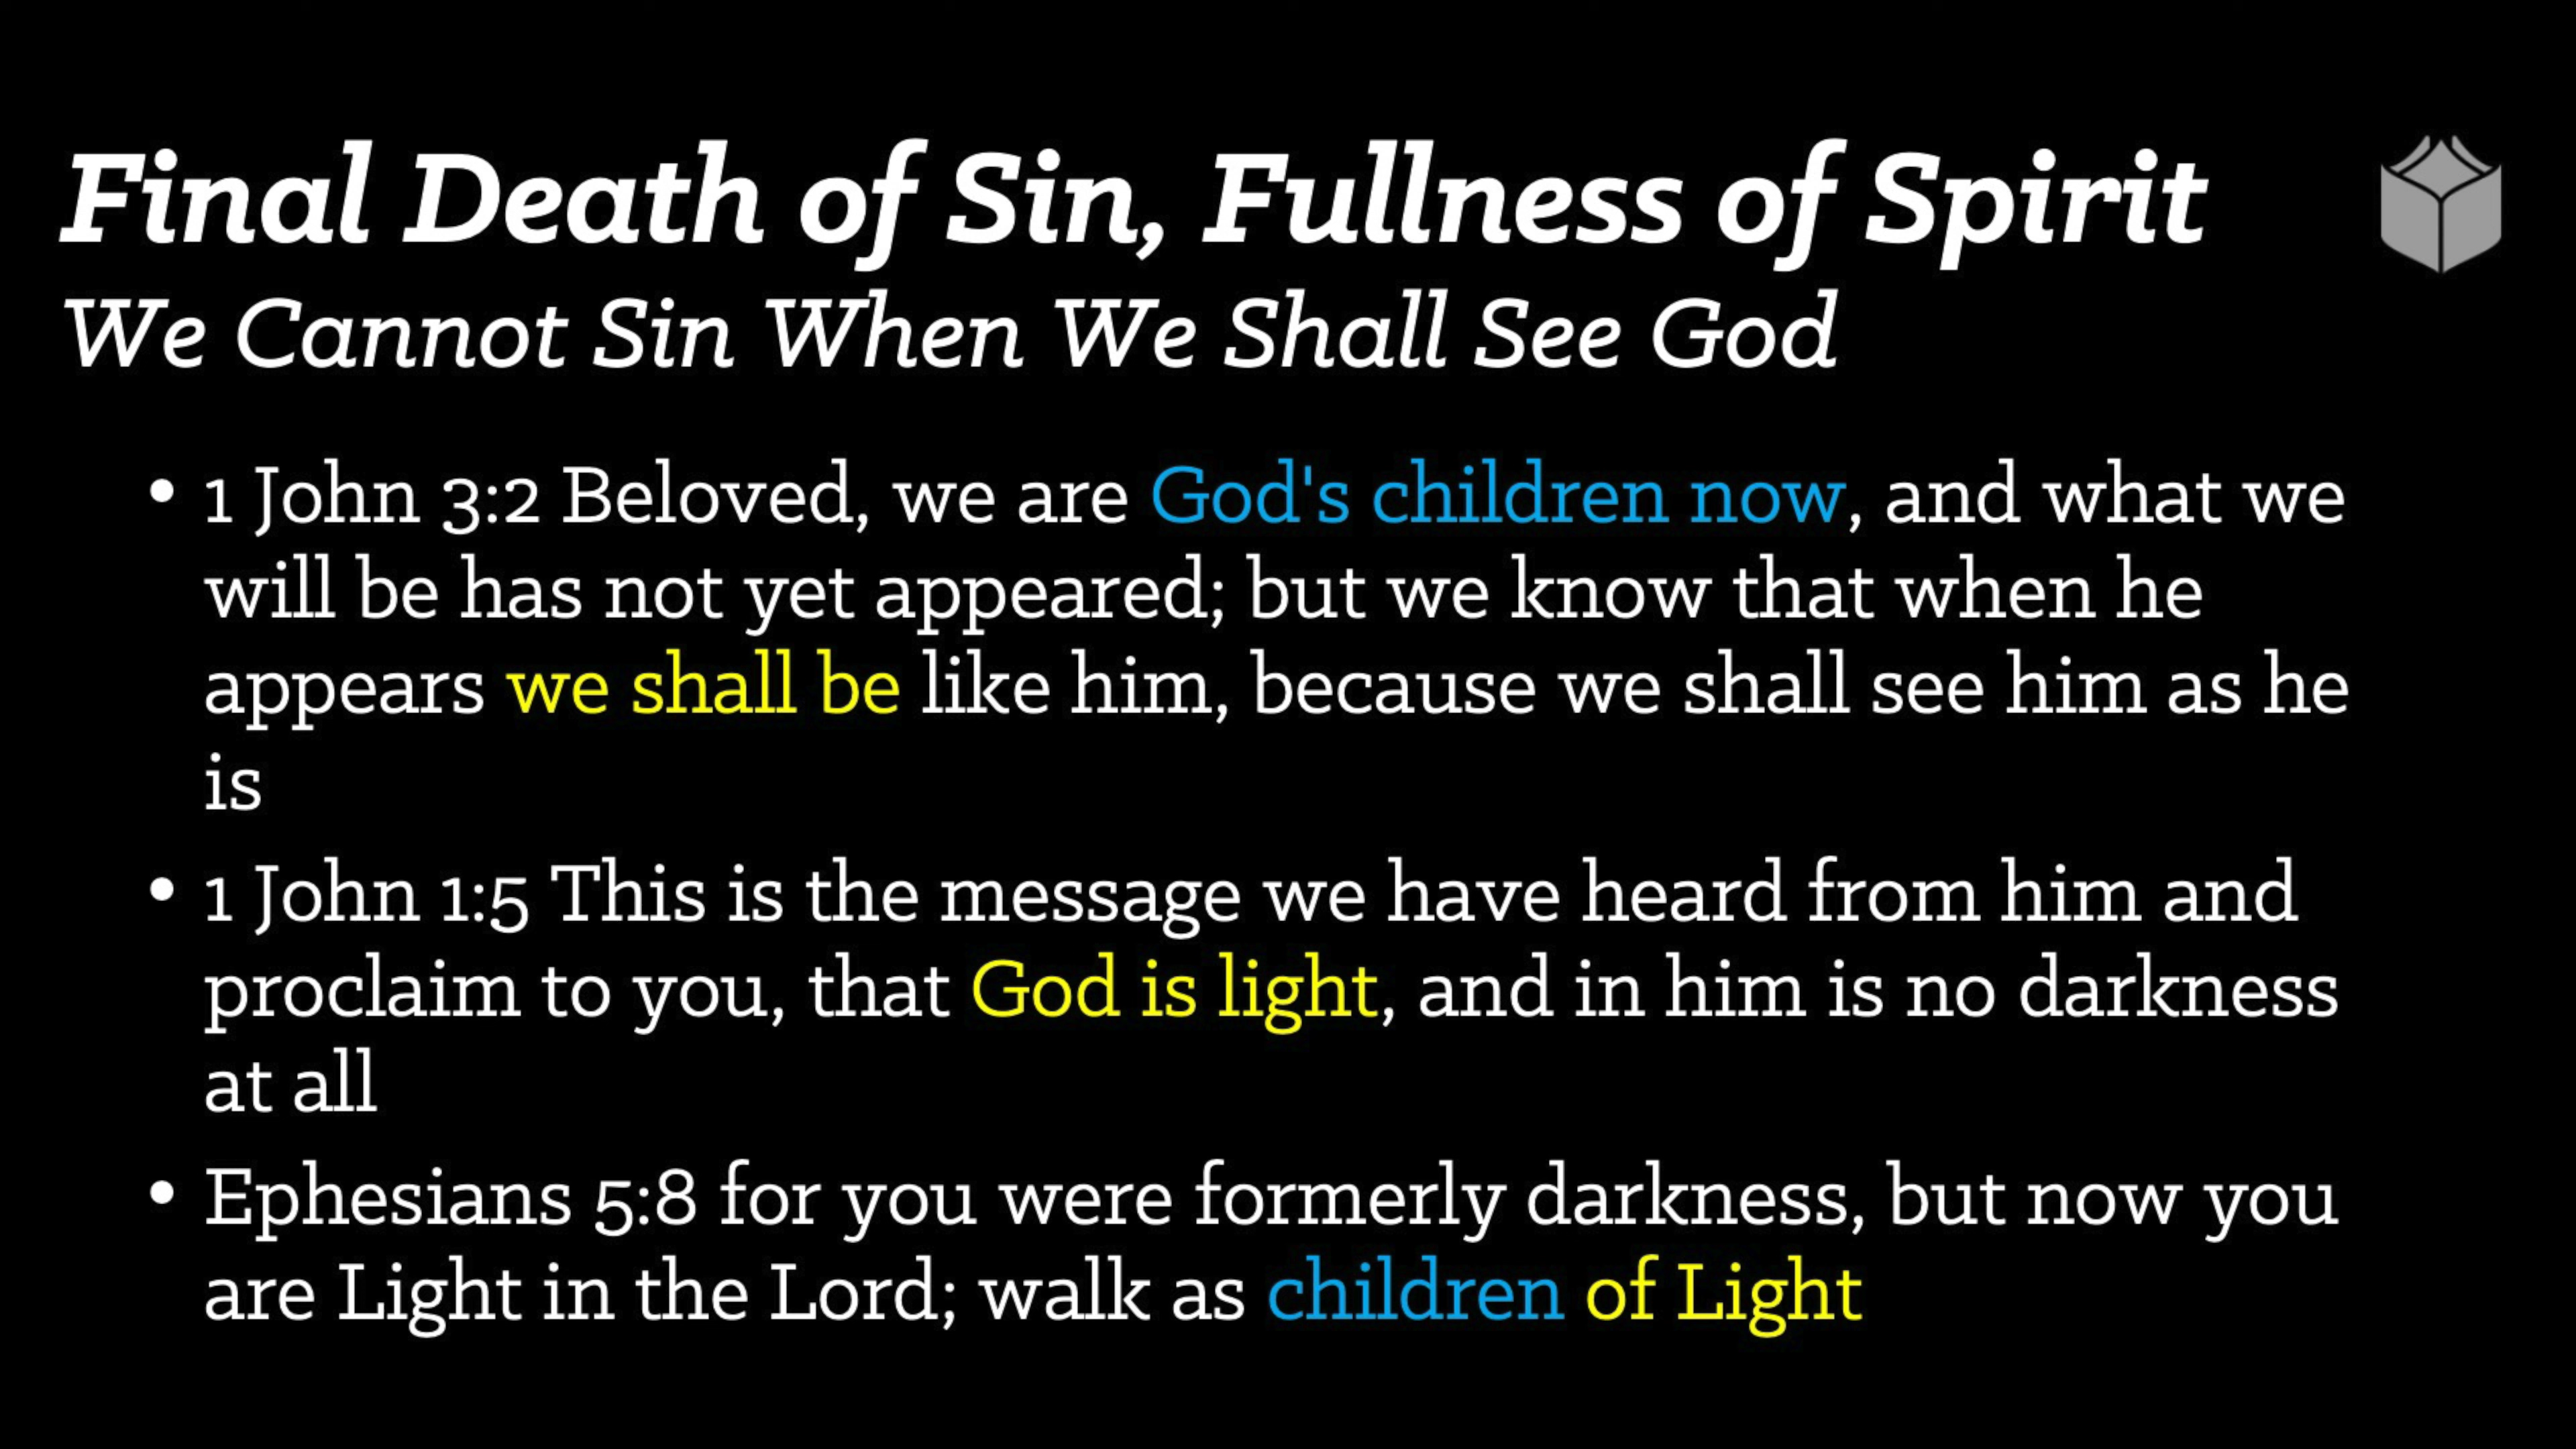 Final Death of Sin, Fullness of Spirit
We Cannot Sin When We Shall See God
• 1 John 3:2 Beloved, we are God's children now, and what we
will be has not yet appeared; but we know that when he
appears we shall be like him, because we shall see him as he
is
• 1 John 1:5 This is the message we have heard from him and
proclaim to you, that God is light, and in him is no darkness
at all
• Ephesians 5:8 for you were formerly darkness, but now you
are Light in the Lord; walk as children of Light